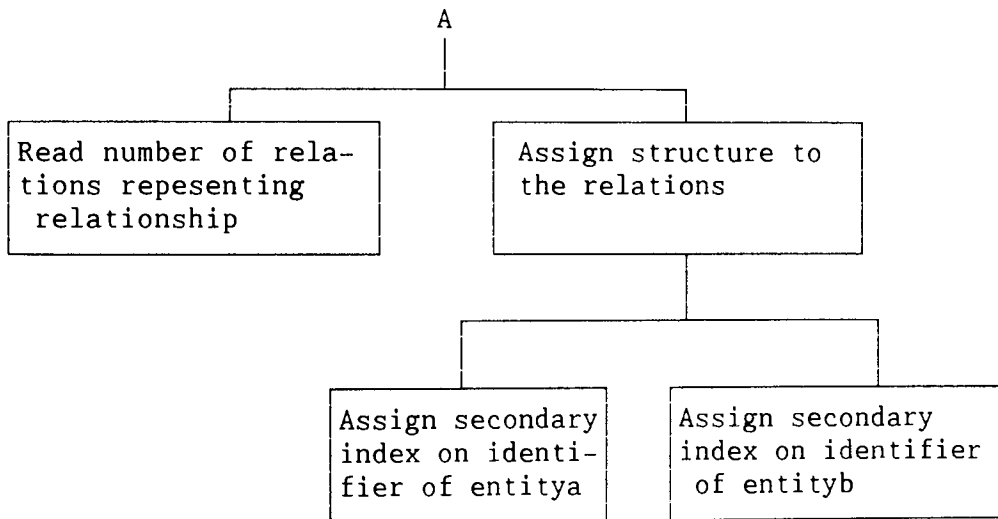 A
Read number of rela-
tions repesenting
relationship
Assign structure to
the relations
Assign secondary
index on identi-
fier of entitya
Assign secondary
index on identifier
of entityb